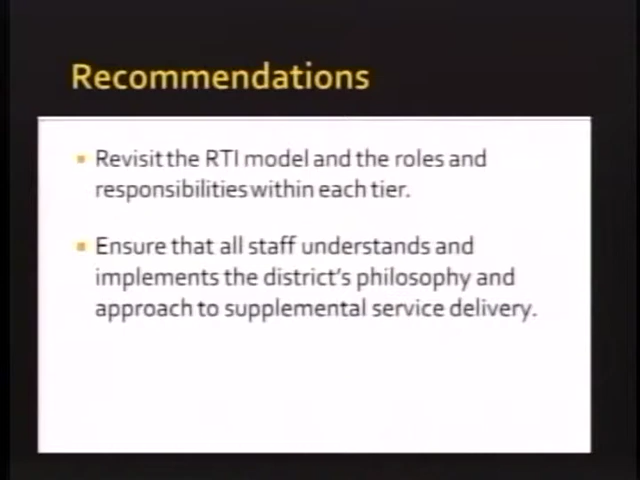 Recommendations
Revisit the RTI model and the roles and
responsibilities within each tier.
Ensure that all staff understands and
implements the district's philosophy and
approach to supplemental service delivery.